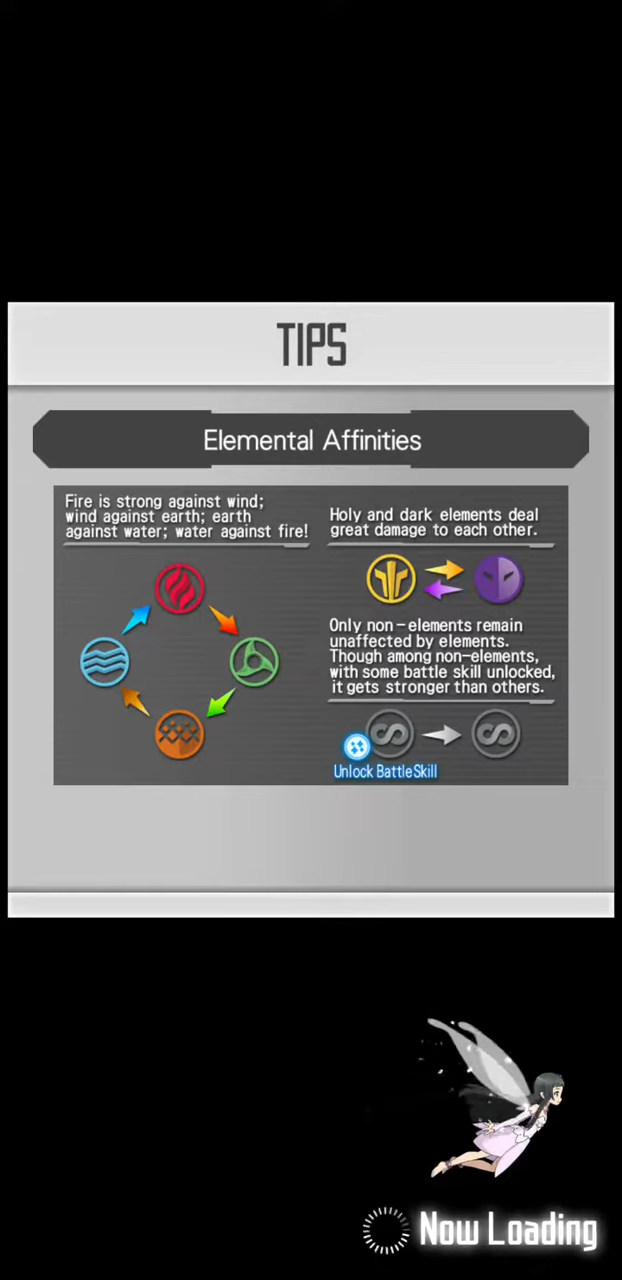 TIPS
Elemental Affinities
Fire is strong against wind;
wind against earth; earth
against water; water against fire!
Holy and dark elements deal
great damage to each other.
Only non-elements remain
unaffected by elements.
Though among non-elements,
with some battle skill unlocked,
it gets stronger than others.
Unlock Battle Skill
Now Loading